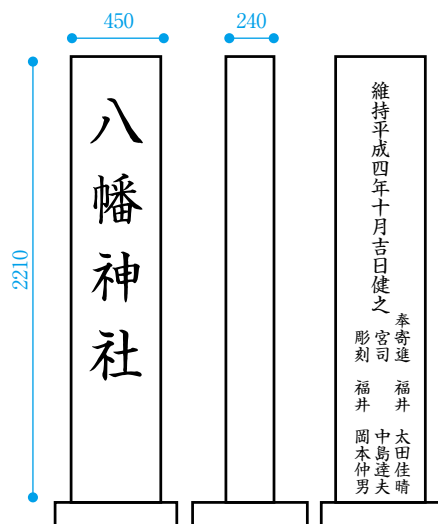 450
240
2210
八幡神社
維持平成四年十月吉日健之
奉寄進 福井 太田佳晴
宮司 中島達夫
彫刻 福井 岡本仲男